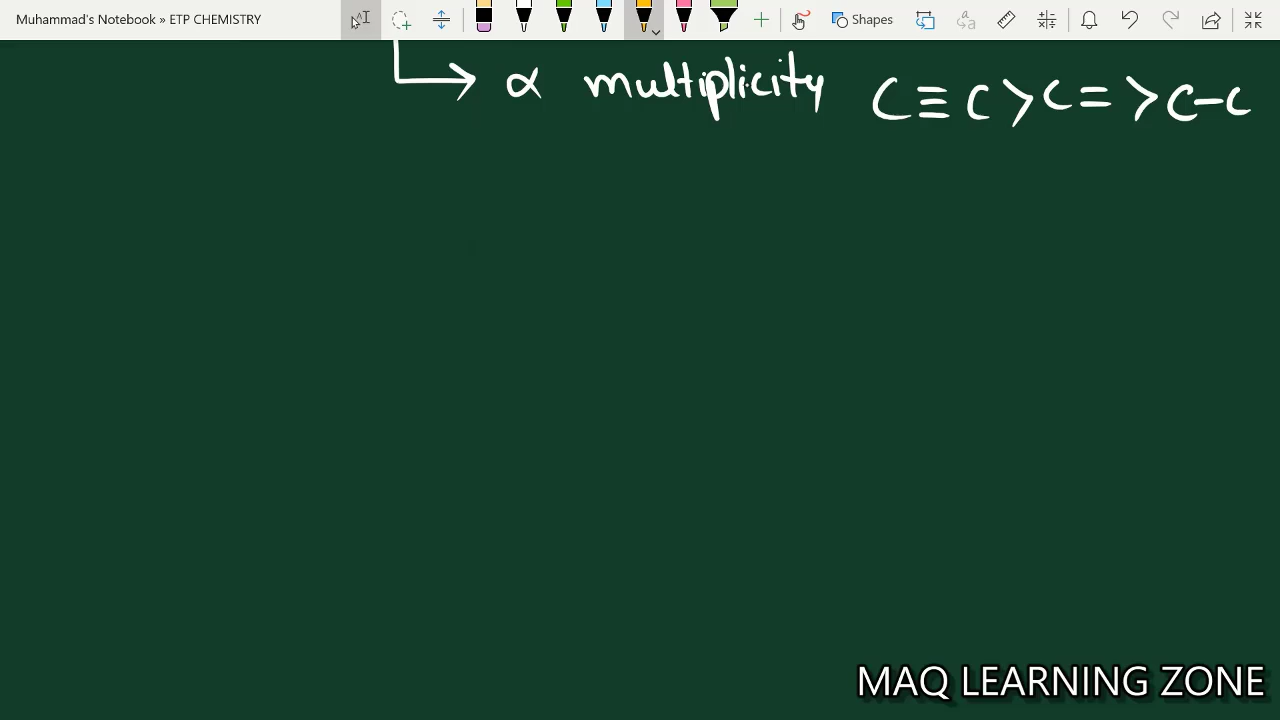 Muhammad's Notebook » ETP CHEMISTRY
Shapes
∝ multiplicity C≡C>C=>C-C
MAQ LEARNING ZONE